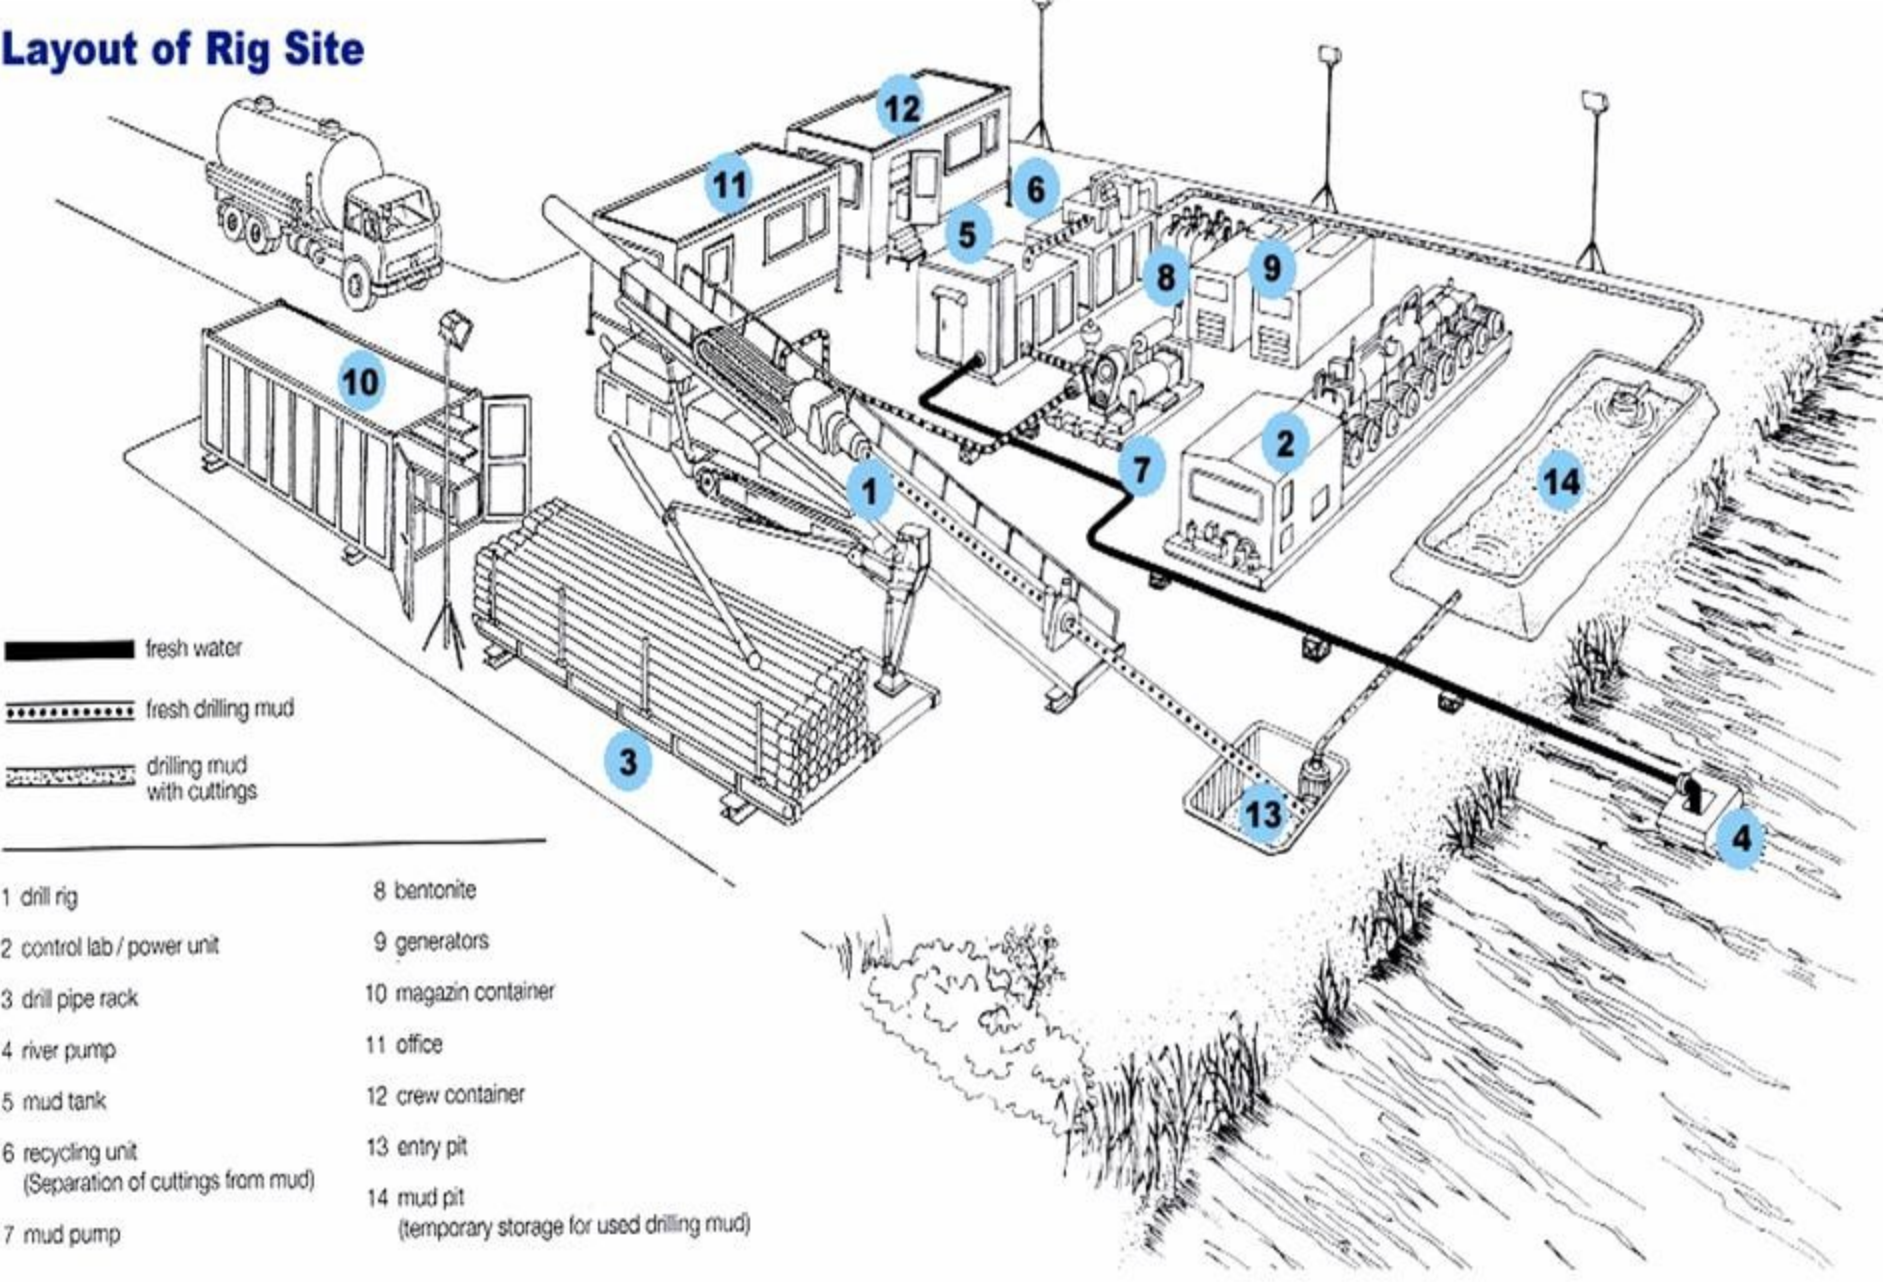 Layout of Rig Site
12
11
6
5
8
9
10
2
1
7
14
3
13
4
fresh water
fresh drilling mud
drilling mud
with cuttings
1 drill rig
2 control lab / power unit
3 drill pipe rack
4 river pump
5 mud tank
6 recycling unit
(Separation of cuttings from mud)
7 mud pump
8 bentonite
9 generators
10 magazin container
11 office
12 crew container
13 entry pit
14 mud pit
(temporary storage for used drilling mud)